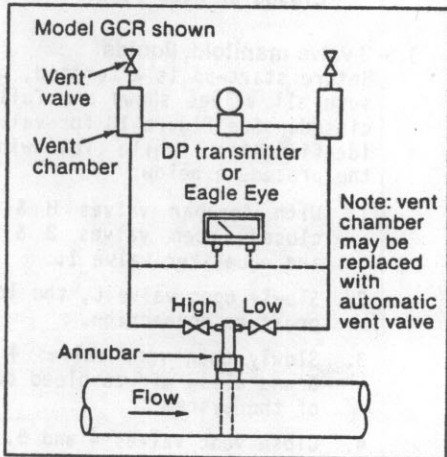 Model GCR shown
Vent
valve
Vent
chamber
DP transmitter
or
Eagle Eye
Note: vent
chamber
may be
replaced
with
automatic
vent valve
High Low
Annubar
Flow